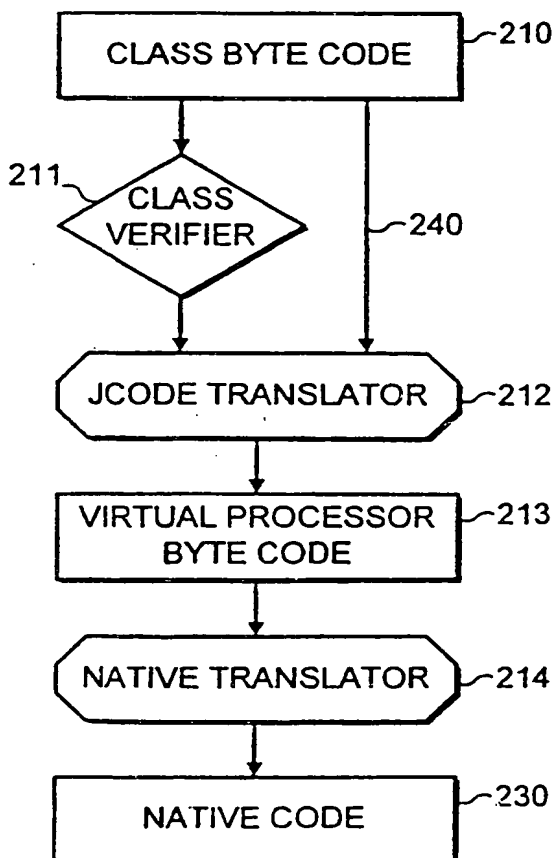 CLASS BYTE CODE
210
211
CLASS
VERIFIER
240
JCODE TRANSLATOR
212
VIRTUAL PROCESSOR
BYTE CODE
213
NATIVE TRANSLATOR
214
NATIVE CODE
230